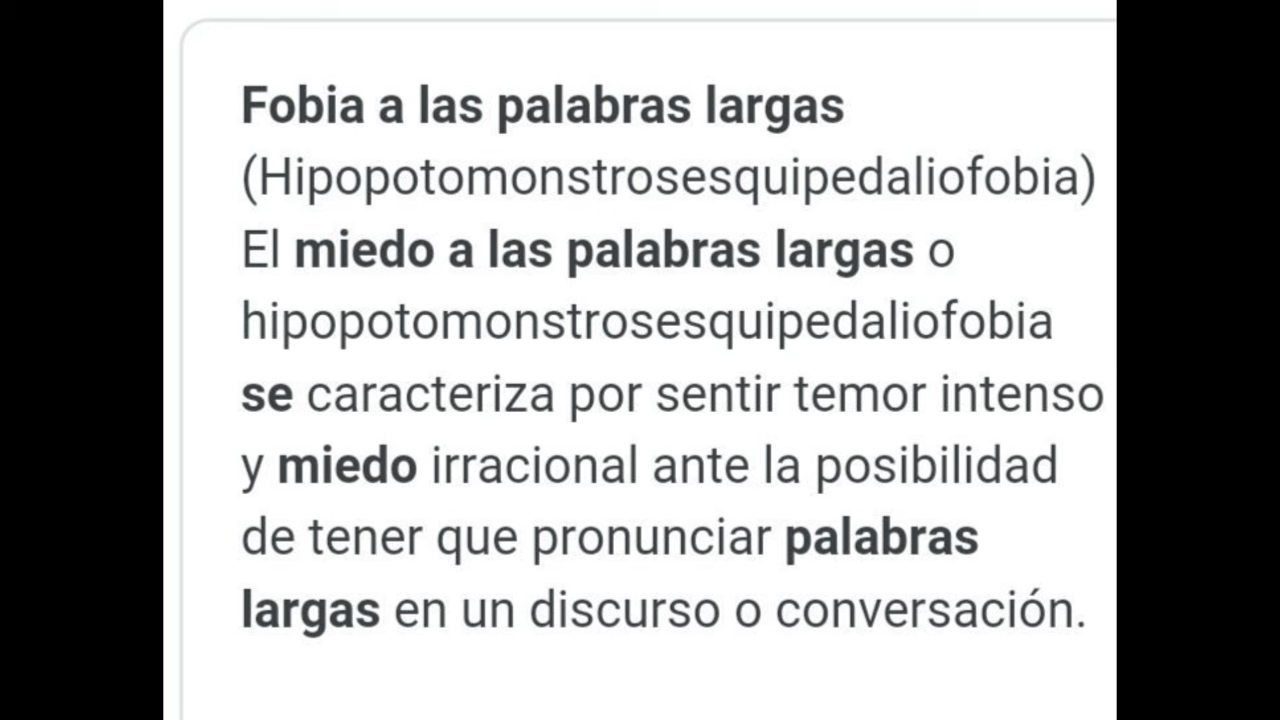 Fobia a las palabras largas
(Hipopotomonstrosesquipedaliofobia)
El miedo a las palabras largas o
hipopotomonstrosesquipedaliofobia
se caracteriza por sentir temor intenso
y miedo irracional ante la posibilidad
de tener que pronunciar palabras
largas en un discurso o conversación.